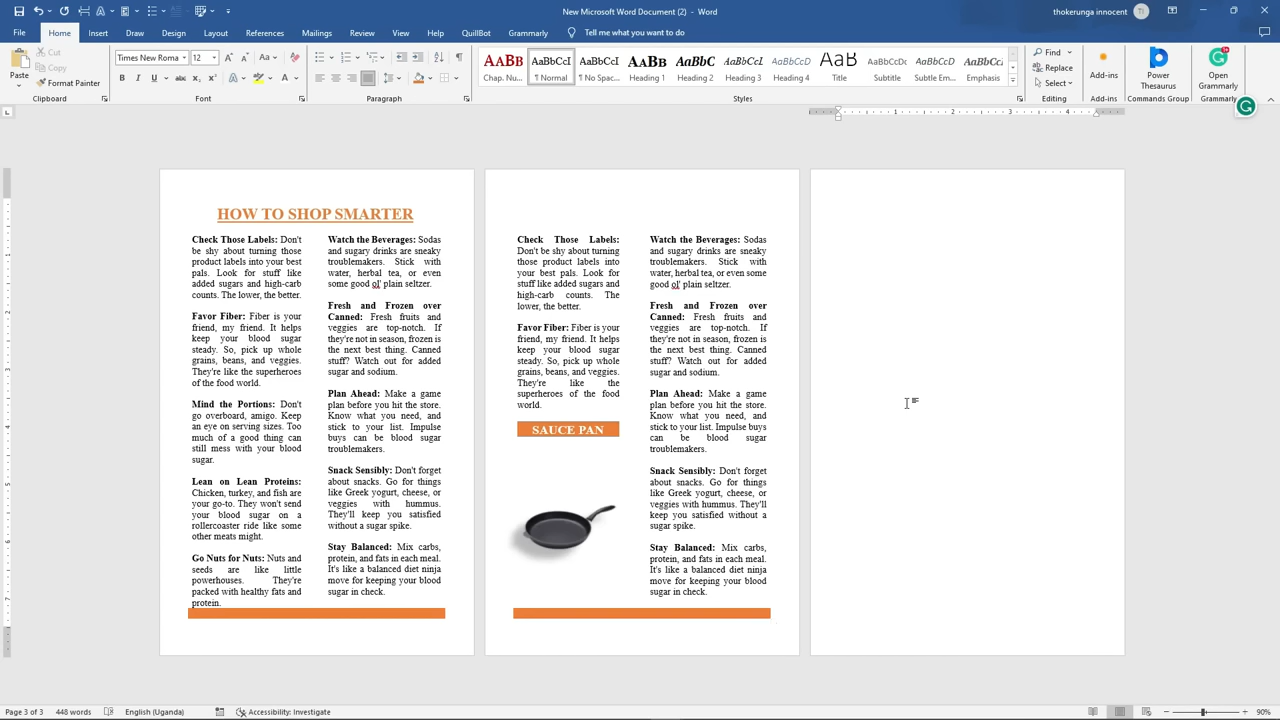 New Microsoft Word Document (2) - Word
thokerunga innocent
File Home Insert Draw Design Layout References Mailings Review View Help QuillBot Grammarly Tell me what you want to do
Paste
Cut
Copy
Format Painter
Clipboard
Times New Roma 12
Font
Paragraph
AABB AABBCCI AABBCCI AABB AABBC AABBCCI AABBCCD AAB AaBbCcDc AaBbCcD AaBbCc
Chap. Nu... ¶ Normal ¶ No Spac... Heading 1 Heading 2 Heading 3 Heading 4 Title Subtitle Subtle Em... Emphasis
Styles
Find
Replace
Select
Editing
Add-ins
Add-ins
Power
Thesaurus
Commands Group
Open
Grammarly
Grammarly
1 2 3 4
1
2
3
4
5
6
7
HOW TO SHOP SMARTER
Check Those Labels: Don't
be shy about turning those
product labels into your best
pals. Look for stuff like
added sugars and high-carb
counts. The lower, the better.
Favor Fiber: Fiber is your
friend, my friend. It helps
keep your blood sugar
steady. So, pick up whole
grains, beans, and veggies.
They're like the superheroes
of the food world.
Mind the Portions: Don't
go overboard, amigo. Keep
an eye on serving sizes. Too
much of a good thing can
still mess with your blood
sugar.
Lean on Lean Proteins:
Chicken, turkey, and fish are
your go-to. They won't send
your blood sugar on a
rollercoaster ride like some
other meats might.
Go Nuts for Nuts: Nuts and
seeds are like little
powerhouses. They're
packed with healthy fats and
protein.
Watch the Beverages: Sodas
and sugary drinks are sneaky
troublemakers. Stick with
water, herbal tea, or even
some good ol' plain seltzer.
Fresh and Frozen over
Canned: Fresh fruits and
veggies are top-notch. If
they're not in season, frozen is
the next best thing. Canned
stuff? Watch out for added
sugar and sodium.
Plan Ahead: Make a game
plan before you hit the store.
Know what you need, and
stick to your list. Impulse
buys can be blood sugar
troublemakers.
Snack Sensibly: Don't forget
about snacks. Go for things
like Greek yogurt, cheese, or
veggies with hummus.
They'll keep you satisfied
without a sugar spike.
Stay Balanced: Mix carbs,
protein, and fats in each meal.
It's like a balanced diet ninja
move for keeping your blood
sugar in check.
Check Those Labels:
Don't be shy about turning
those product labels into
your best pals. Look for
stuff like added sugars and
high-carb counts. The
lower, the better.
Favor Fiber: Fiber is your
friend, my friend. It helps
keep your blood sugar
steady. So, pick up whole
grains, beans, and veggies.
They're like the
superheroes of the food
world.
SAUCE PAN
Watch the Beverages: Sodas
and sugary drinks are sneaky
troublemakers. Stick with
water, herbal tea, or even some
good ol' plain seltzer.
Fresh and Frozen over
Canned: Fresh fruits and
veggies are top-notch. If
they're not in season, frozen is
the next best thing. Canned
stuff? Watch out for added
sugar and sodium.
Plan Ahead: Make a game
plan before you hit the store.
Know what you need, and
stick to your list. Impulse buys
can be blood sugar
troublemakers.
Snack Sensibly: Don't forget
about snacks. Go for things
like Greek yogurt, cheese, or
veggies with hummus. They'll
keep you satisfied without a
sugar spike.
Stay Balanced: Mix carbs,
protein, and fats in each meal.
It's like a balanced diet ninja
move for keeping your blood
sugar in check.
Page 3 of 3 448 words English (Uganda) Accessibility: Investigate 90%